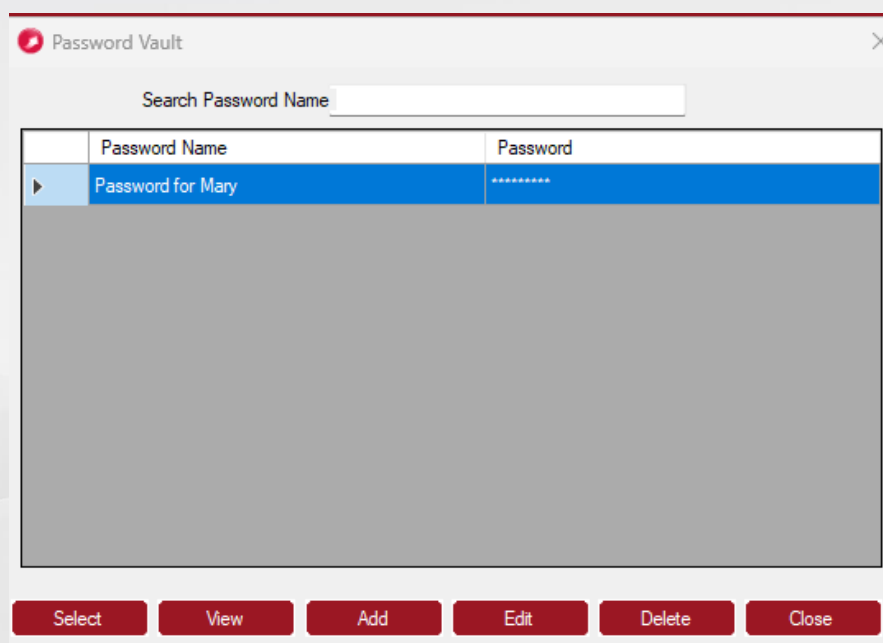 Password Vault
Search Password Name
Password Name Password
Password for Mary *********
Select View Add Edit Delete Close